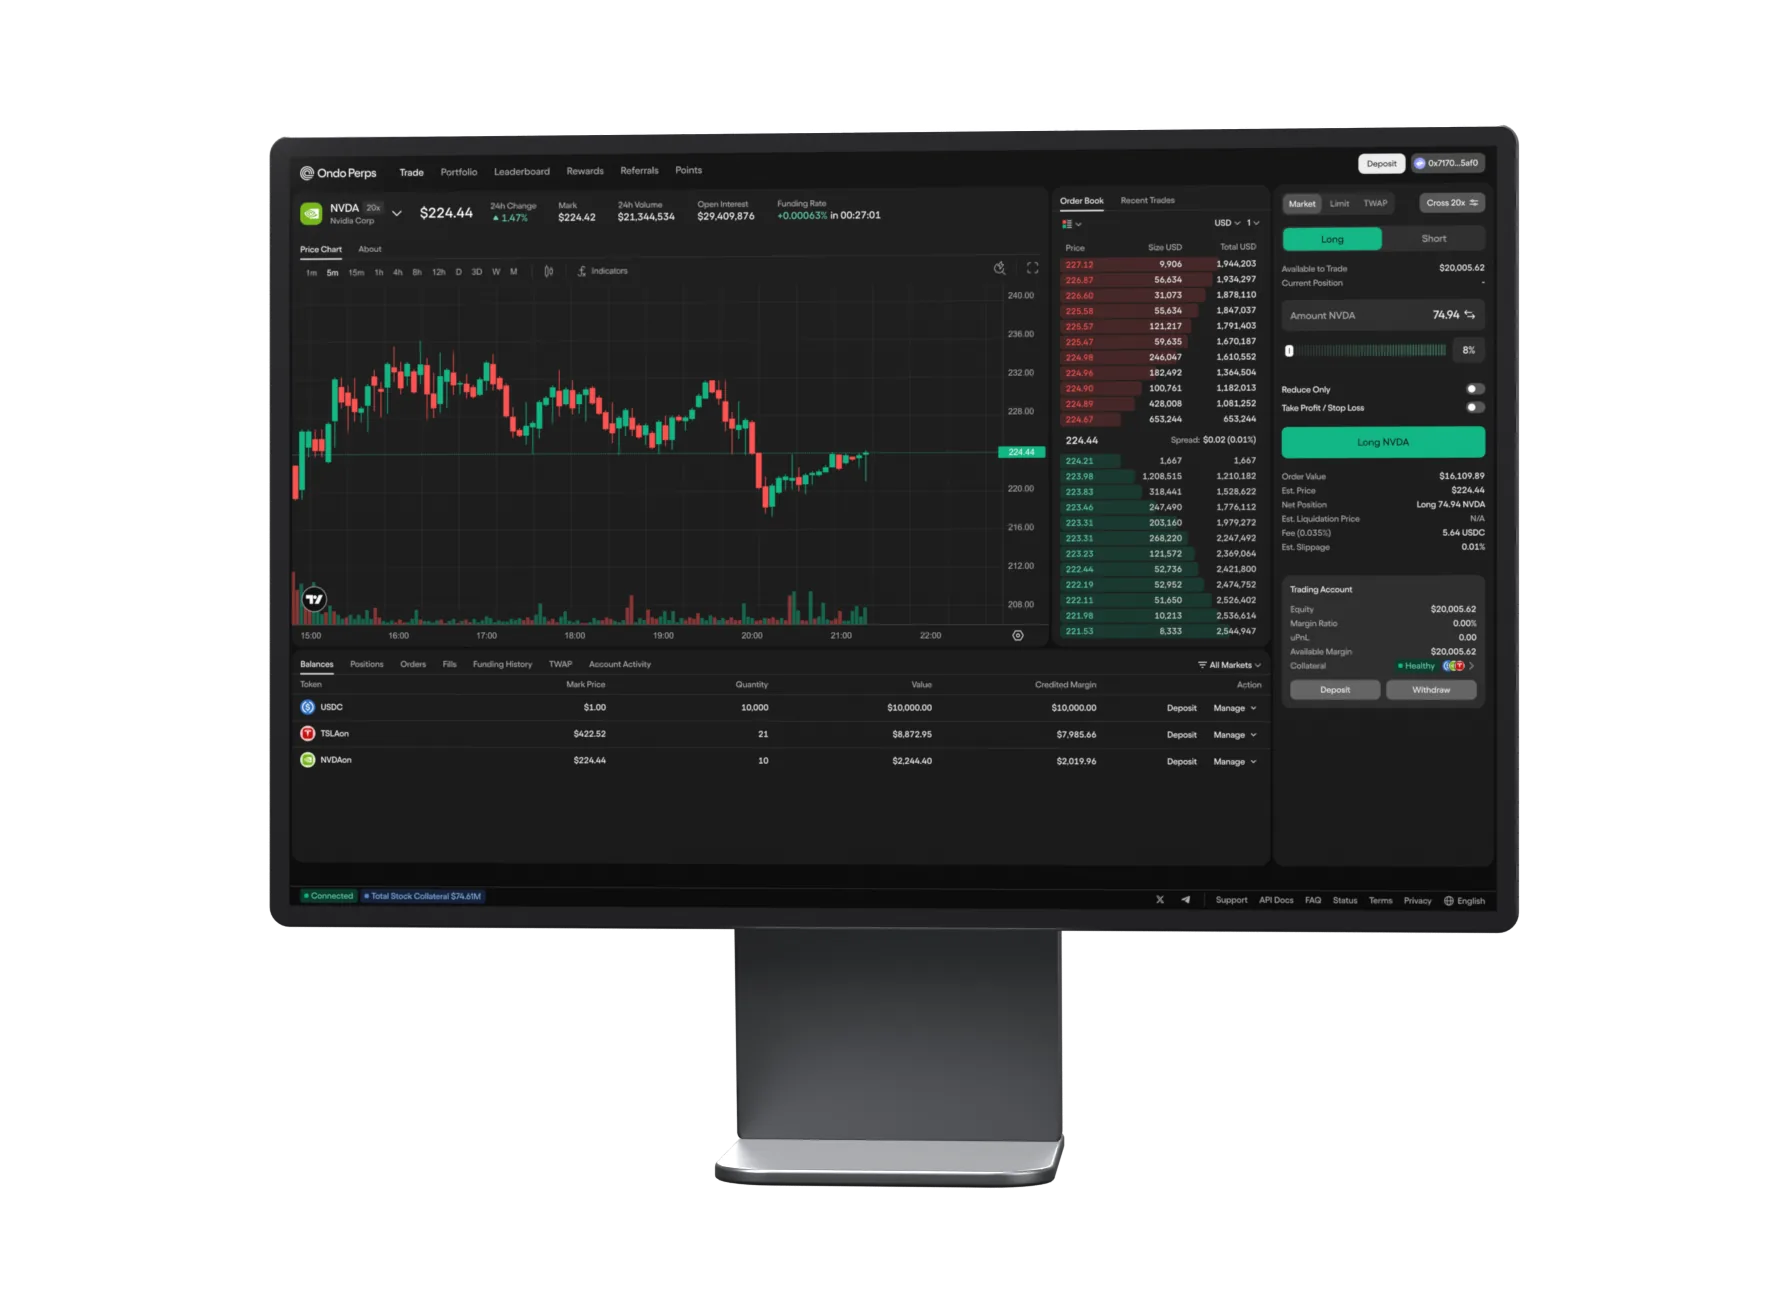 Ondo Perps Trade Portfolio Leaderboard Rewards Referrals Points Deposit 0x7170...5af0
NVDA 20x
Nvidia Corp
$224.44
24h Change
1.47%
Mark
$224.42
24h Volume
$21,344,534
Open Interest
$29,409,876
Funding Rate
+0.00063% in 00:27:01
Price Chart About
1m 5m 15m 1h 4h 8h 12h D 3D W M Indicators
240.00
236.00
232.00
228.00
224.44
220.00
216.00
212.00
208.00
15:00 16:00 17:00 18:00 19:00 20:00 21:00 22:00
Order Book Recent Trades
USD 1
Price Size USD Total USD
227.12 9,906 1,944,203
226.87 56,634 1,934,297
226.60 31,073 1,878,110
225.58 55,634 1,847,037
225.57 121,217 1,791,403
225.47 59,635 1,670,187
224.98 246,047 1,610,552
224.96 182,492 1,364,504
224.90 100,761 1,182,013
224.89 428,008 1,081,252
224.67 653,244 653,244
224.44 Spread: $0.02 (0.01%)
224.21 1,667 1,667
223.98 1,208,515 1,210,182
223.83 318,441 1,528,622
223.46 247,490 1,776,112
223.31 203,160 1,979,272
223.31 268,220 2,247,492
223.23 121,572 2,369,064
222.44 52,736 2,421,800
222.19 52,952 2,474,752
222.11 51,650 2,526,402
221.98 10,213 2,536,614
221.53 8,333 2,544,947
Market Limit TWAP Cross 20x
Long Short
Available to Trade $20,005.62
Current Position -
Amount NVDA 74.94
8%
Reduce Only
Take Profit / Stop Loss
Long NVDA
Order Value $16,109.89
Est. Price $224.44
Net Position Long 74.94 NVDA
Est. Liquidation Price N/A
Fee (0.035%) 5.64 USDC
Est. Slippage 0.01%
Trading Account
Equity $20,005.62
Margin Ratio 0.00%
uPnL 0.00
Available Margin $20,005.62
Collateral Healthy
Deposit Withdraw
Balances Positions Orders Fills Funding History TWAP Account Activity All Markets
Token Mark Price Quantity Value Credited Margin Action
USDC $1.00 10,000 $10,000.00 $10,000.00 Deposit Manage
TSLAon $422.52 21 $8,872.95 $7,985.66 Deposit Manage
NVDAon $224.44 10 $2,244.40 $2,019.96 Deposit Manage
Connected Total Stock Collateral $74.61M
Support API Docs FAQ Status Terms Privacy English